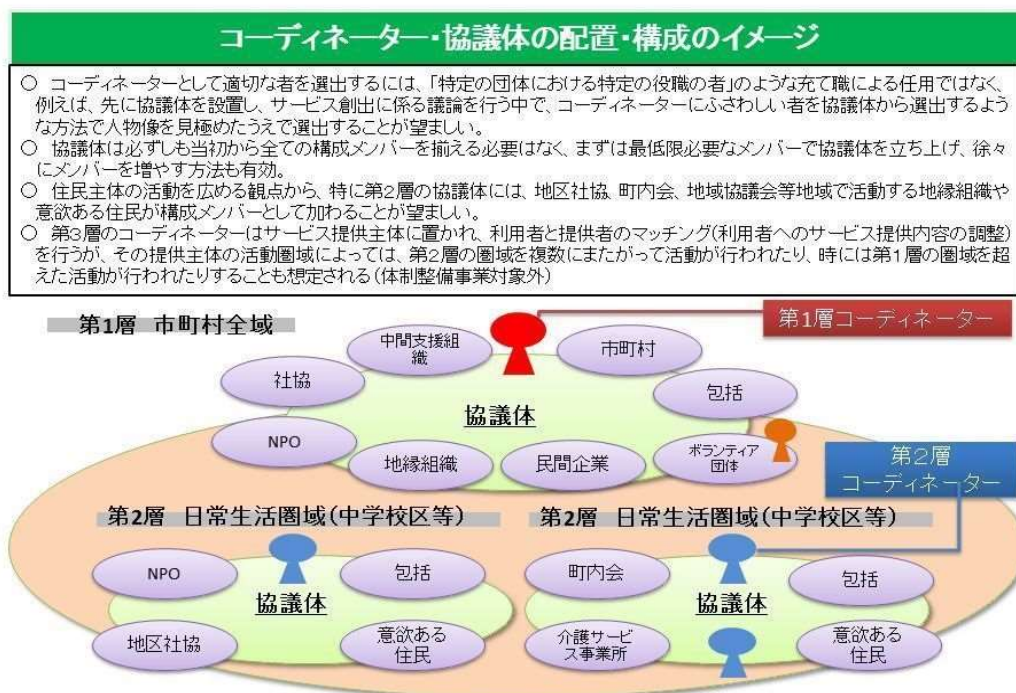 コーディネーター・協議体の配置・構成のイメージ
○ コーディネーターとして適切な者を選出するには、「特定の団体における特定の役職の者」のような充て職による任用ではなく、
例えば、先に協議体を設置し、サービス創出に係る議論を行う中で、コーディネーターにふさわしい者を協議体から選出するよう
な方法で人物像を見極めたうえで選出することが望ましい。
○ 協議体は必ずしも当初から全ての構成メンバーを揃える必要はなく、まずは最低限必要なメンバーで協議体を立ち上げ、徐々
にメンバーを増やす方法も有効。
○ 住民主体の活動を広める観点から、特に第2層の協議体には、地区社協、町内会、地域協議会等地域で活動する地縁組織や
意欲ある住民が構成メンバーとして加わることが望ましい。
○ 第3層のコーディネーターはサービス提供主体に置かれ、利用者と提供者のマッチング(利用者へのサービス提供内容の調整)
を行うが、その提供主体の活動圏域によっては、第2層の圏域を複数にまたがって活動が行われたり、時には第1層の圏域を超
えた活動が行われたりすることも想定される(体制整備事業対象外)
第1層 市町村全域
第1層コーディネーター
中間支援組
織
市町村
社協
包括
協議体
NPO
地縁組織
民間企業
ボランティア
団体
第2層
コーディネーター
第2層 日常生活圏域(中学校区等)
第2層 日常生活圏域(中学校区等)
NPO
包括
協議体
地区社協
意欲ある
住民
町内会
包括
協議体
介護サービ
ス事業所
意欲ある
住民